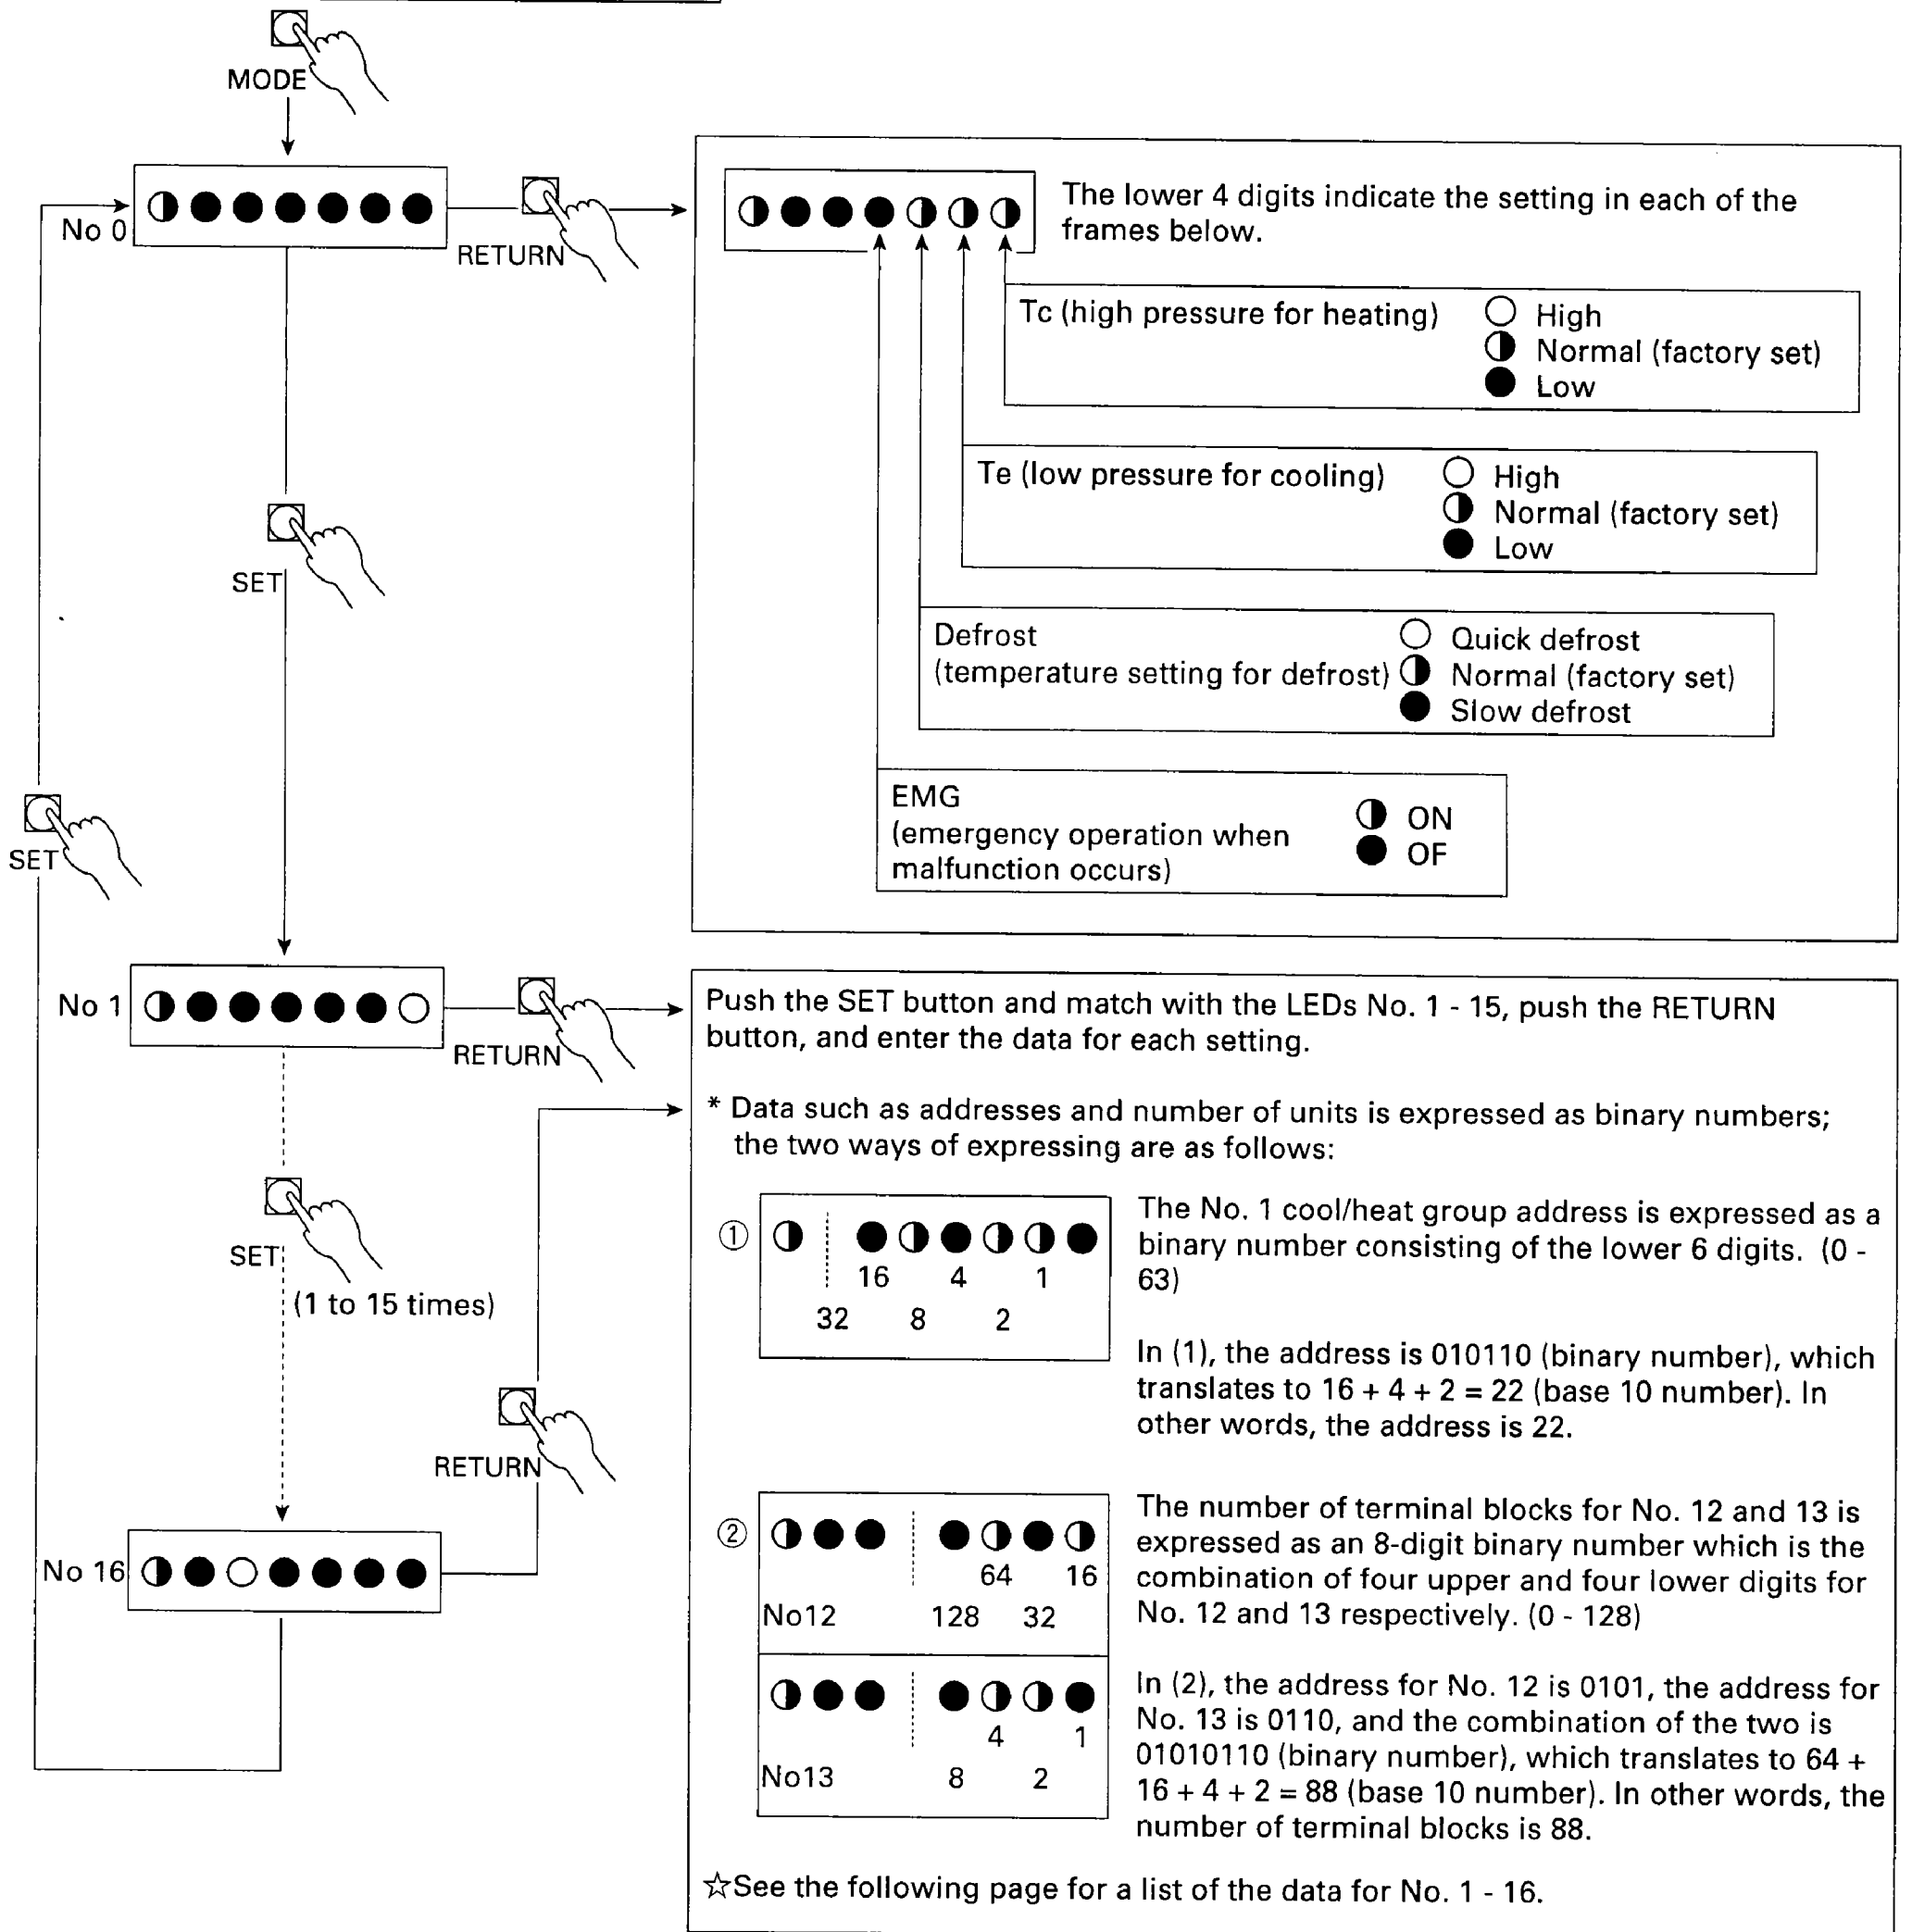 MODE
No 0
RETURN
The lower 4 digits indicate the setting in each of the
frames below.
Tc (high pressure for heating)
High
Normal (factory set)
Low
Te (low pressure for cooling)
High
Normal (factory set)
Low
SET
Defrost
(temperature setting for defrost)
Quick defrost
Normal (factory set)
Slow defrost
EMG
(emergency operation when
malfunction occurs)
ON
OF
SET
No 1
RETURN
Push the SET button and match with the LEDs No. 1 - 15, push the RETURN
button, and enter the data for each setting.
* Data such as addresses and number of units is expressed as binary numbers;
the two ways of expressing are as follows:
SET
(1 to 15 times)
①
16 4 1
32 8 2
The No. 1 cool/heat group address is expressed as a
binary number consisting of the lower 6 digits. (0 -
63)
In (1), the address is 010110 (binary number), which
translates to 16 + 4 + 2 = 22 (base 10 number). In
other words, the address is 22.
RETURN
No 16
②
64 16
No12 128 32
4 1
No13 8 2
The number of terminal blocks for No. 12 and 13 is
expressed as an 8-digit binary number which is the
combination of four upper and four lower digits for
No. 12 and 13 respectively. (0 - 128)
In (2), the address for No. 12 is 0101, the address for
No. 13 is 0110, and the combination of the two is
01010110 (binary number), which translates to 64 +
16 + 4 + 2 = 88 (base 10 number). In other words, the
number of terminal blocks is 88.
☆See the following page for a list of the data for No. 1 - 16.